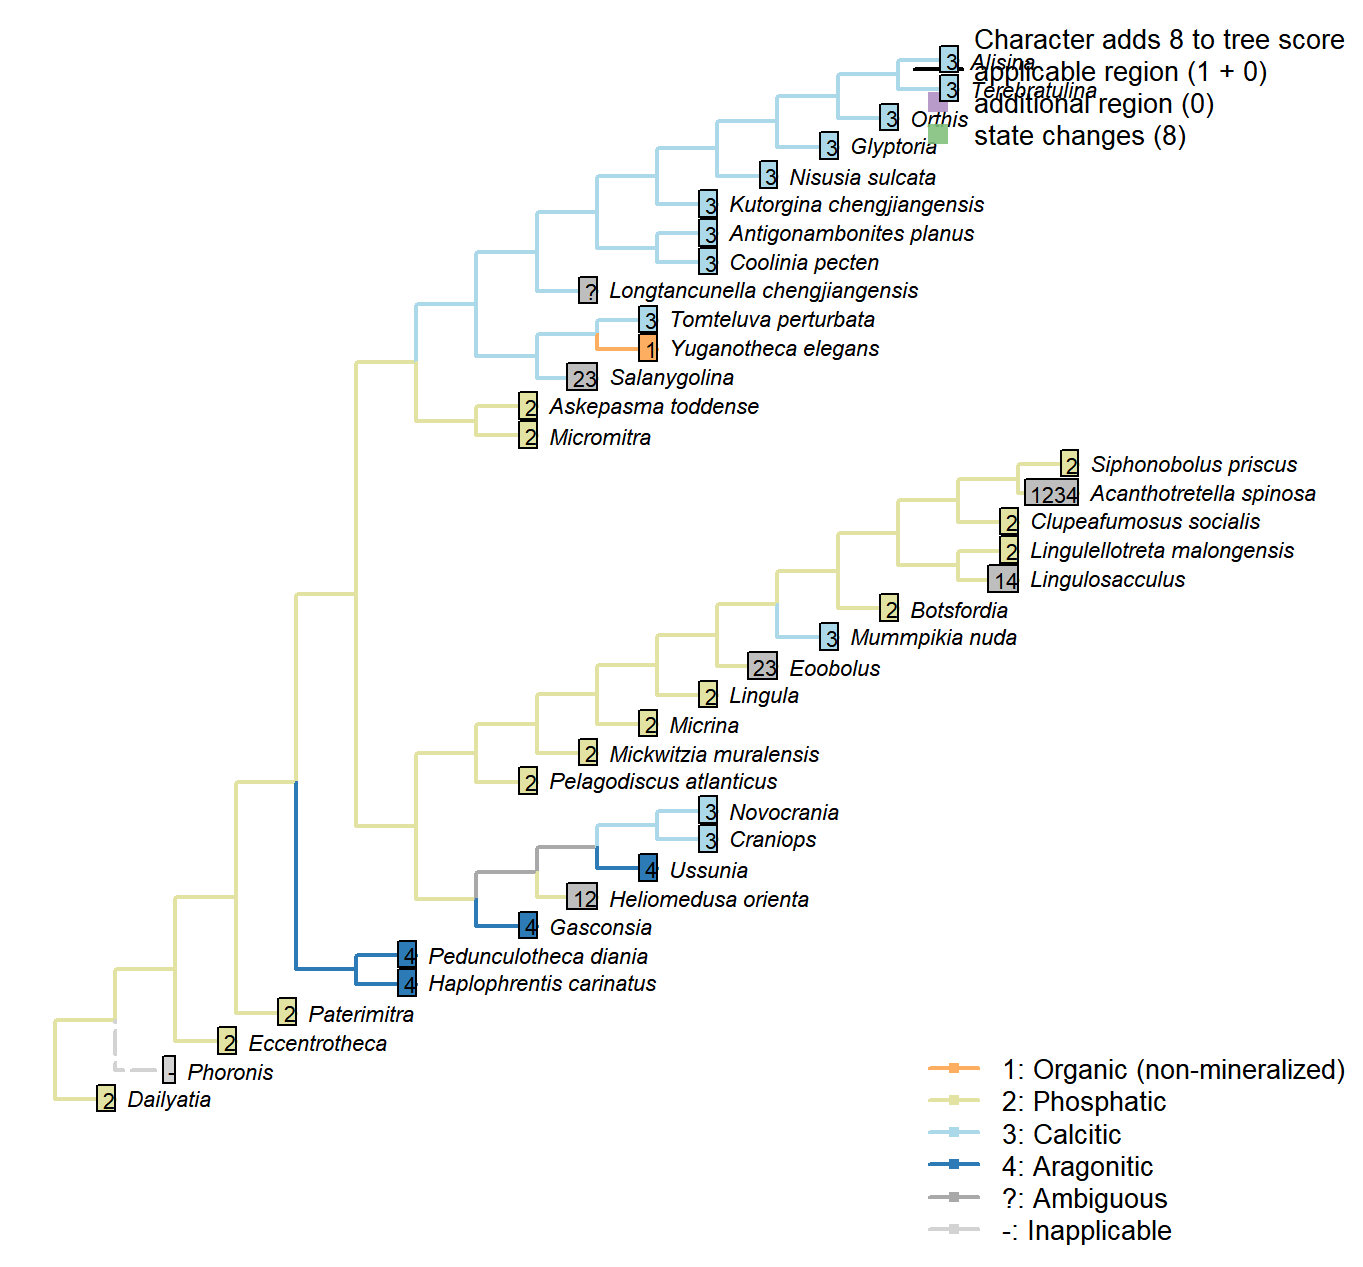 Character adds 8 to tree score
3 Alisina
applicable region (1 + 0)
3 Terebratulina
additional region (0)
3 Orthis
state changes (8)
3 Glyptoria
3 Nisusia sulcata
3 Kutorgina chengjiangensis
3 Antigonambonites planus
3 Coolinia pecten
? Longtancunella chengjiangensis
3 Tomteluva perturbata
1 Yuganotheca elegans
23 Salanygolina
2 Askepasma toddense
2 Micromitra
2 Siphonobolus priscus
1234 Acanthotretella spinosa
2 Clupeafumosus socialis
2 Lingulellotreta malongensis
14 Lingulosacculus
2 Botsfordia
3 Mummpikia nuda
23 Eoobolus
2 Lingula
2 Micrina
2 Mickwitzia muralensis
2 Pelagodiscus atlanticus
3 Novocrania
3 Craniops
4 Ussunia
12 Heliomedusa orienta
4 Gasconsia
4 Pedunculotheca diania
4 Haplophrentis carinatus
2 Paterimitra
2 Eccentrotheca
- Phoronis
2 Dailyatia
1: Organic (non-mineralized)
2: Phosphatic
3: Calcitic
4: Aragonitic
?: Ambiguous
-: Inapplicable